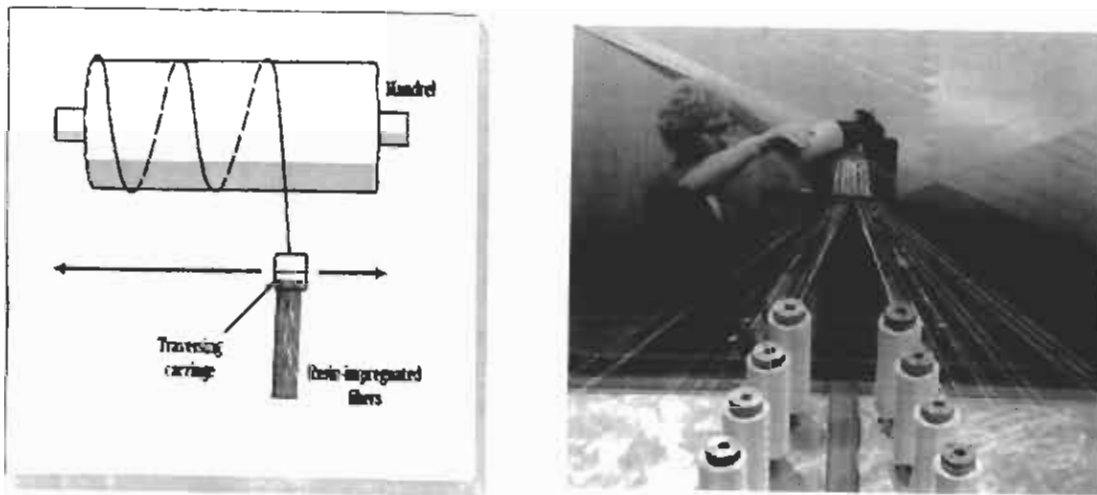 Mandrel
Traversing
carriage
Resin-impregnated
fibers